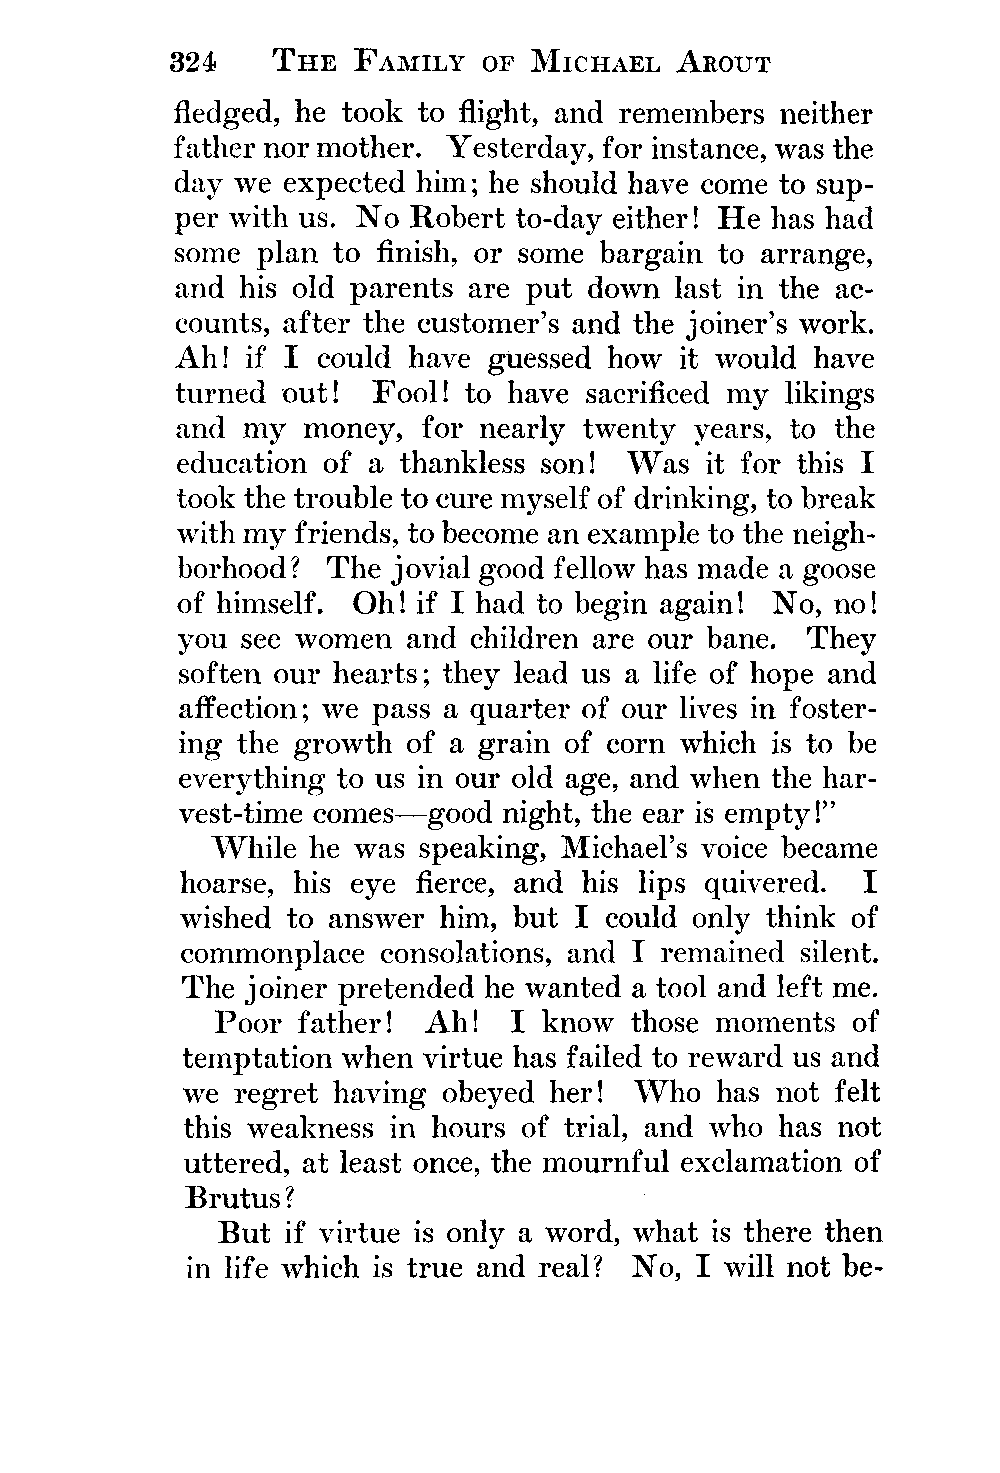 324 The Family of Michael Arout
fledged, he took to flight, and remembers neither
father nor mother. Yesterday, for instance, was the
day we expected him; he should have come to sup-
per with us. No Robert to-day either! He has had
some plan to finish, or some bargain to arrange,
and his old parents are put down last in the ac-
counts, after the customer's and the joiner's work.
Ah! if I could have guessed how it would have
turned out! Fool! to have sacrificed my likings
and my money, for nearly twenty years, to the
education of a thankless son! Was it for this I
took the trouble to cure myself of drinking, to break
with my friends, to become an example to the neigh-
borhood? The jovial good fellow has made a goose
of himself. Oh! if I had to begin again! No, no!
you see women and children are our bane. They
soften our hearts; they lead us a life of hope and
affection; we pass a quarter of our lives in foster-
ing the growth of a grain of corn which is to be
everything to us in our old age, and when the har-
vest-time comes—good night, the ear is empty!"
While he was speaking, Michael's voice became
hoarse, his eye fierce, and his lips quivered. I
wished to answer him, but I could only think of
commonplace consolations, and I remained silent.
The joiner pretended he wanted a tool and left me.
Poor father! Ah! I know those moments of
temptation when virtue has failed to reward us and
we regret having obeyed her! Who has not felt
this weakness in hours of trial, and who has not
uttered, at least once, the mournful exclamation of
Brutus?
But if virtue is only a word, what is there then
in life which is true and real? No, I will not be-